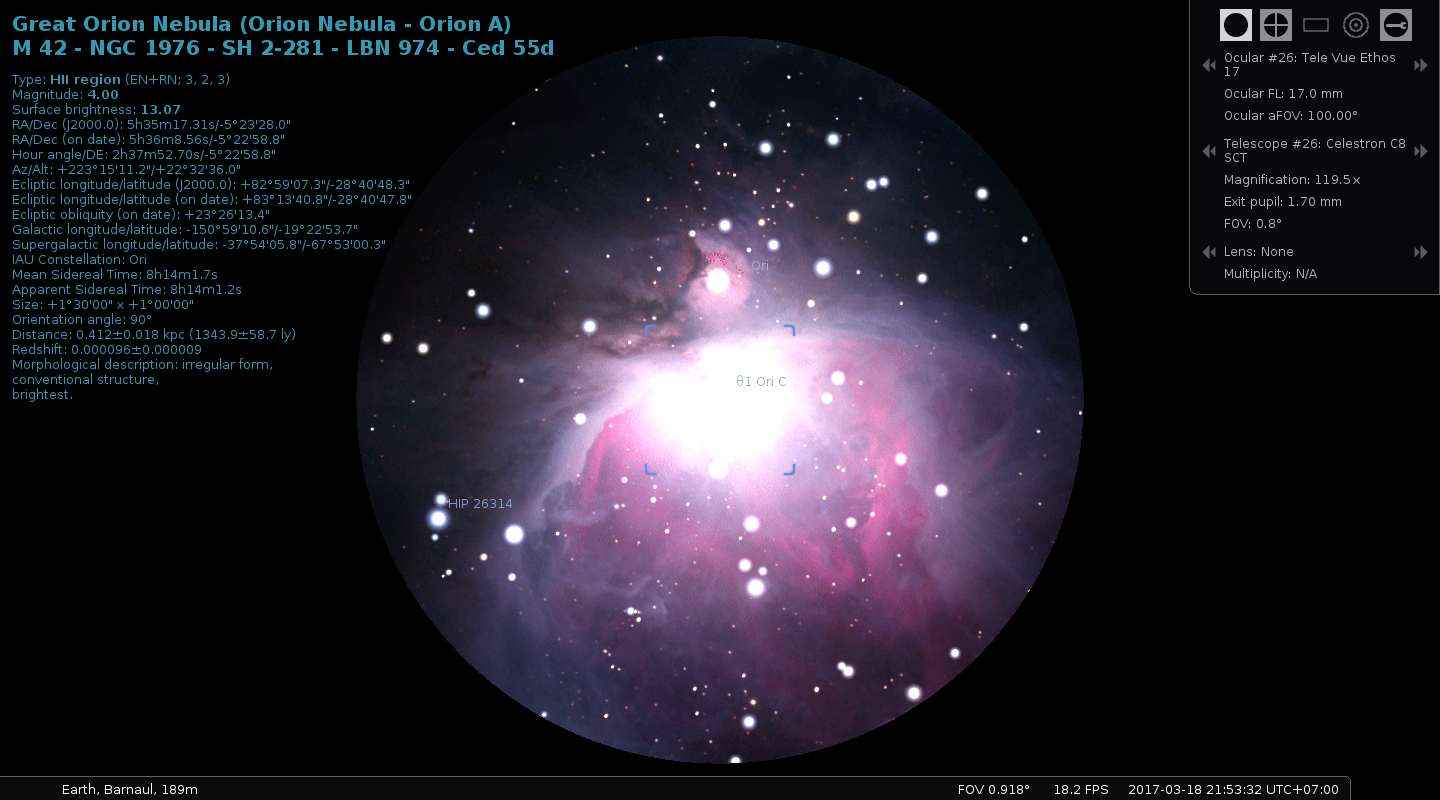 Great Orion Nebula (Orion Nebula - Orion A)
M 42 - NGC 1976 - SH 2-281 - LBN 974 - Ced 55d
Type: HII region (EN+RN; 3, 2, 3)
Magnitude: 4.00
Surface brightness: 13.07
RA/Dec (J2000.0): 5h35m17.31s/-5°23'28.0"
RA/Dec (on date): 5h36m8.56s/-5°22'58.8"
Hour angle/DE: 2h37m52.70s/-5°22'58.8"
Az/Alt: +223°15'11.2"/+22°32'36.0"
Ecliptic longitude/latitude (J2000.0): +82°59'07.3"/-28°40'48.3"
Ecliptic longitude/latitude (on date): +83°13'40.8"/-28°40'47.8"
Ecliptic obliquity (on date): +23°26'13.4"
Galactic longitude/latitude: -150°59'10.6"/-19°22'53.7"
Supergalactic longitude/latitude: -37°54'05.8"/-67°53'00.3"
IAU Constellation: Ori
Mean Sidereal Time: 8h14m1.7s
Apparent Sidereal Time: 8h14m1.2s
Size: +1°30'00" x +1°00'00"
Orientation angle: 90°
Distance: 0.412±0.018 kpc (1343.9±58.7 ly)
Redshift: 0.000096±0.000009
Morphological description: irregular form,
conventional structure,
brightest.
Ocular #26: Tele Vue Ethos
17
Ocular FL: 17.0 mm
Ocular aFOV: 100.00°
Telescope #26: Celestron C8
SCT
Magnification: 119.5×
Exit pupil: 1.70 mm
FOV: 0.8°
Lens: None
Multiplicity: N/A
Ori
θ1 Ori C
HIP 26314
Earth, Barnaul, 189m
FOV 0.918°
18.2 FPS
2017-03-18 21:53:32 UTC+07:00